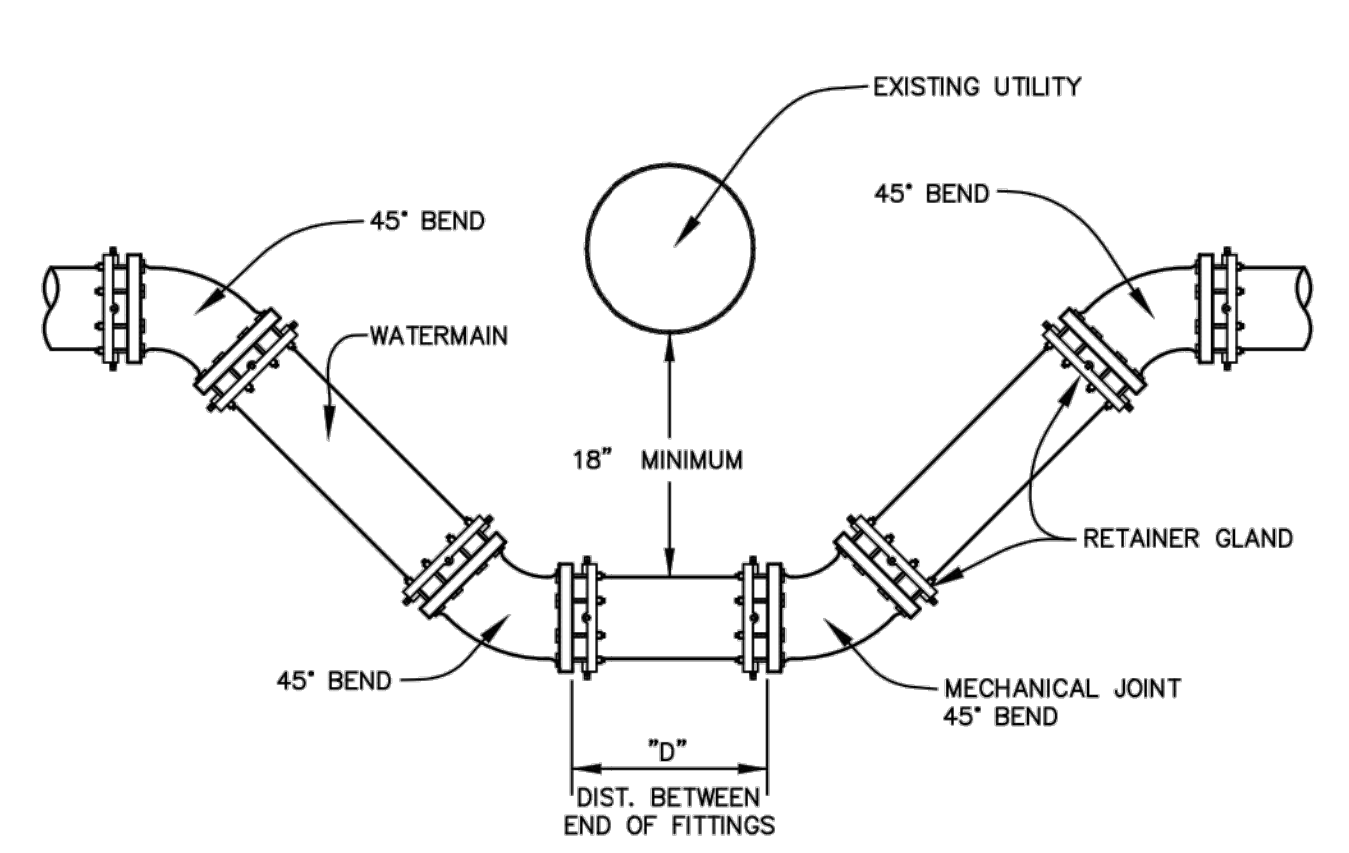 EXISTING UTILITY
45° BEND
45° BEND
WATERMAIN
18" MINIMUM
RETAINER GLAND
45° BEND
MECHANICAL JOINT
45° BEND
"D"
DIST. BETWEEN
END OF FITTINGS